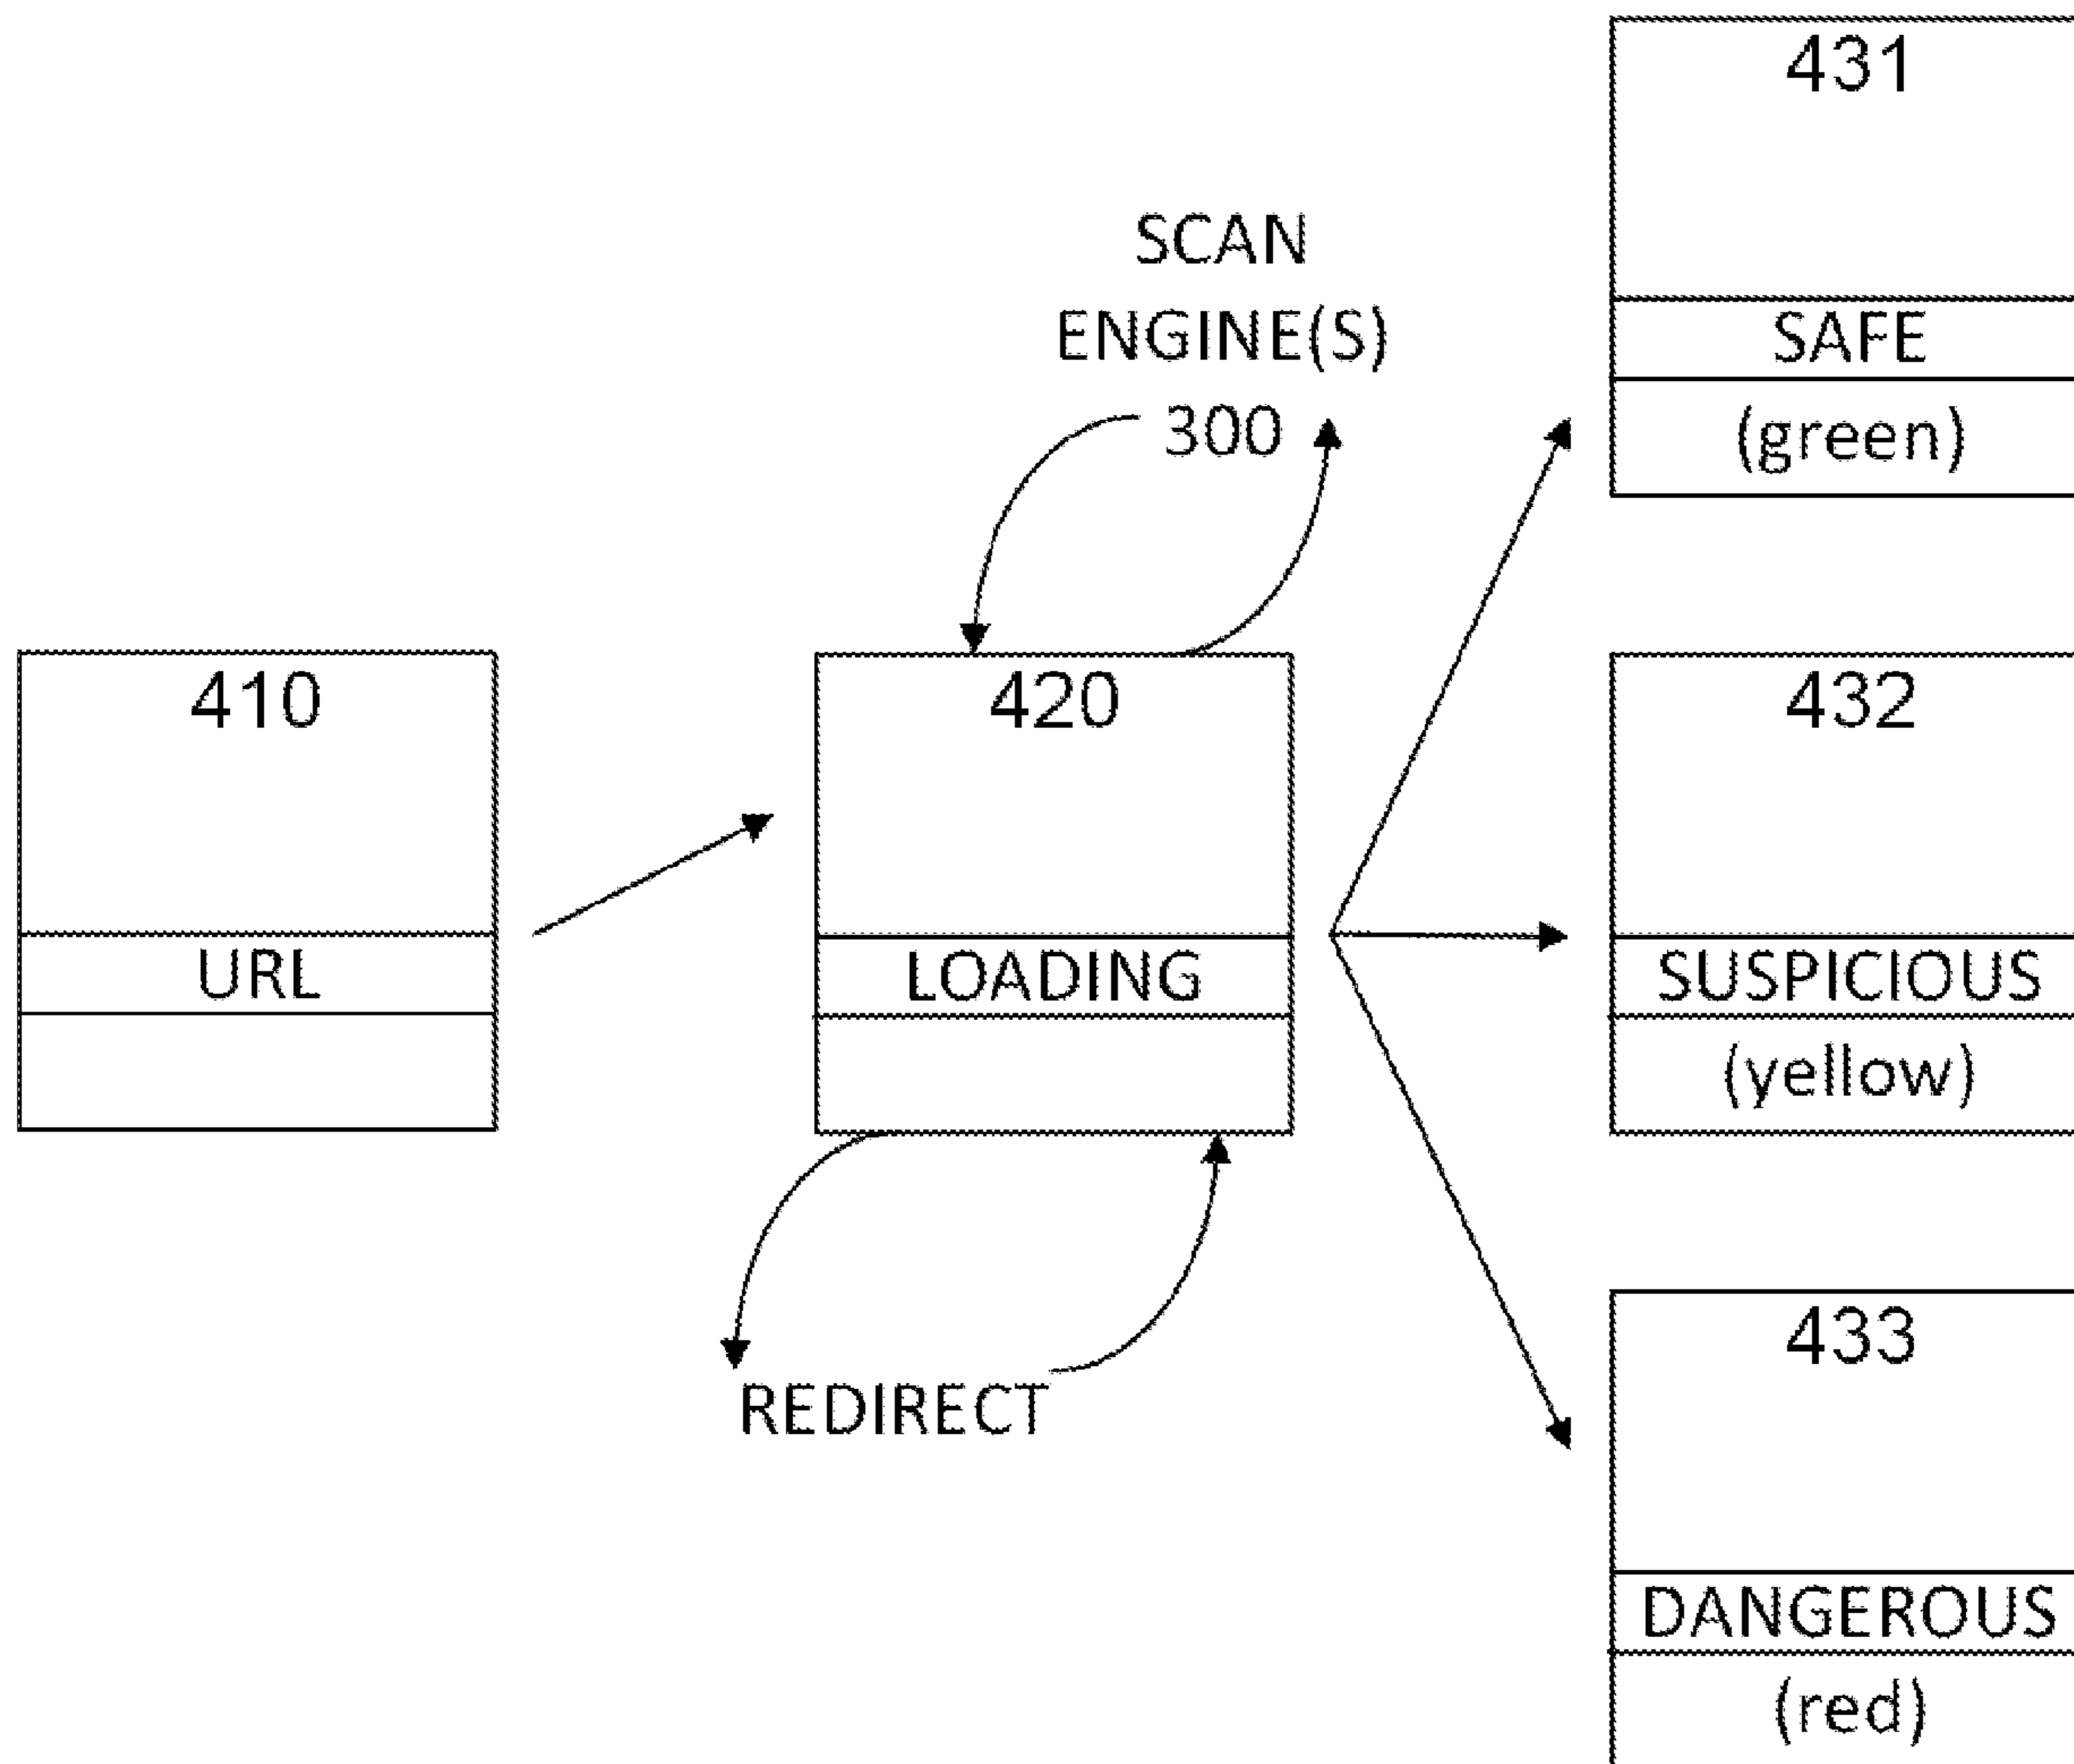 431
SAFE
(green)
SCAN
ENGINE(S)
300
410
URL
420
LOADING
432
SUSPICIOUS
(yellow)
REDIRECT
433
DANGEROUS
(red)